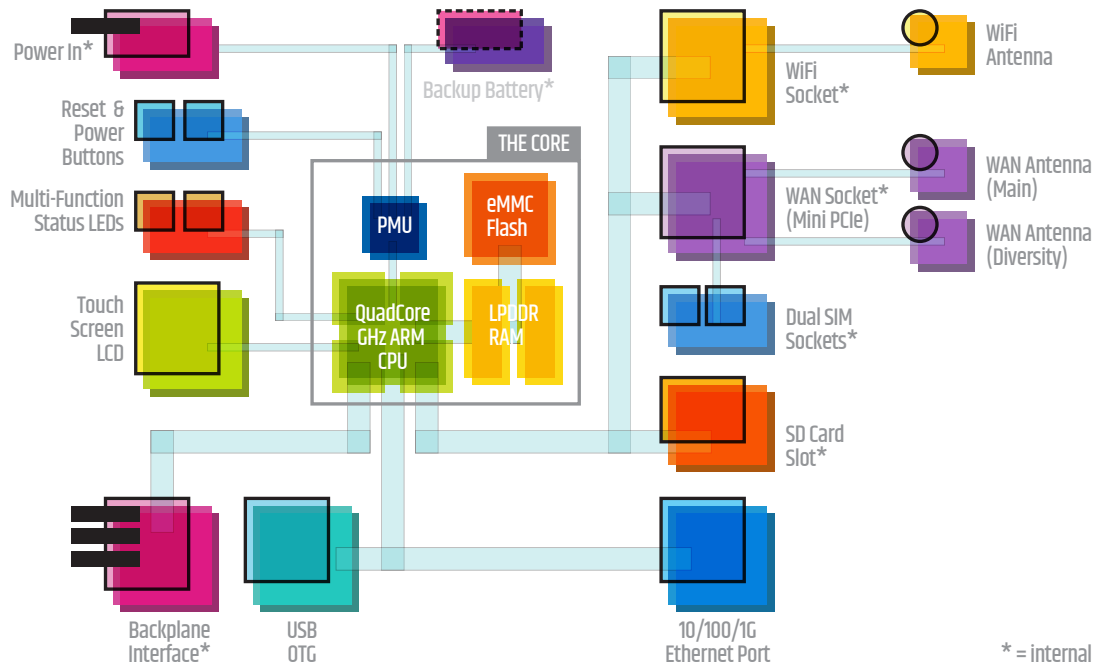 Power In*
Backup Battery*
WiFi
Socket*
WiFi
Antenna
Reset &
Power
Buttons
THE CORE
Multi-Function
Status LEDs
PMU
eMMC
Flash
WAN Socket*
(Mini PCIe)
WAN Antenna
(Main)
WAN Antenna
(Diversity)
Touch
Screen
LCD
QuadCore
GHz ARM
CPU
LPDDR
RAM
Dual SIM
Sockets*
SD Card
Slot*
Backplane
Interface*
USB
OTG
10/100/1G
Ethernet Port
* = internal